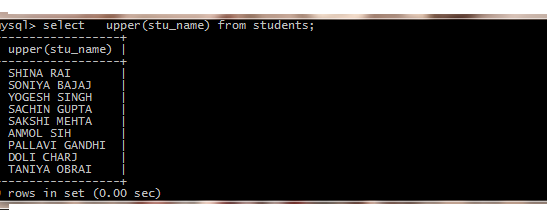 mysql> select   upper(stu_name) from students;
-------------------+
upper(stu_name) |
-------------------+
SHINA RAI       |
SONIYA BAJAJ    |
YOGESH SINGH    |
SACHIN GUPTA    |
SAKSHI MEHTA    |
ANMOL SIH       |
PALLAVI GANDHI  |
DOLI CHARJ      |
TANIYA OBRAI    |
-------------------+
rows in set (0.00 sec)